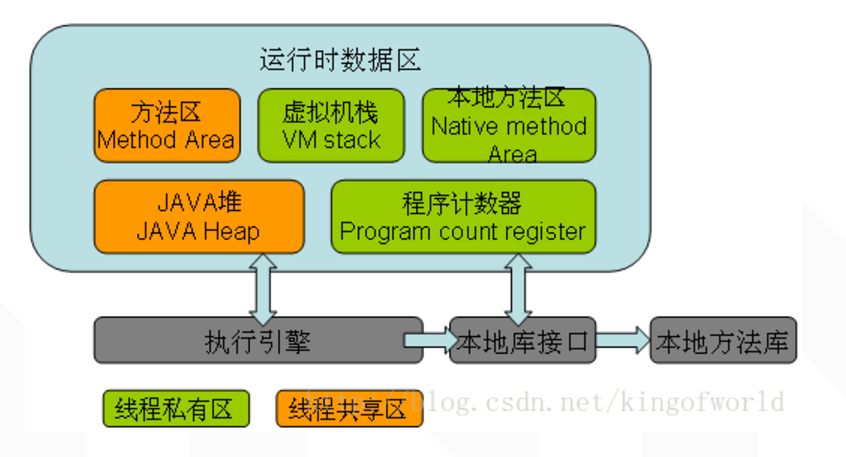 运行时数据区
方法区
Method Area
虚拟机栈
VM stack
本地方法区
Native method
Area
JAVA堆
JAVA Heap
程序计数器
Program count register
执行引擎
本地库接口
本地方法库
线程私有区
线程共享区
http://blog.csdn.net/kingofworld